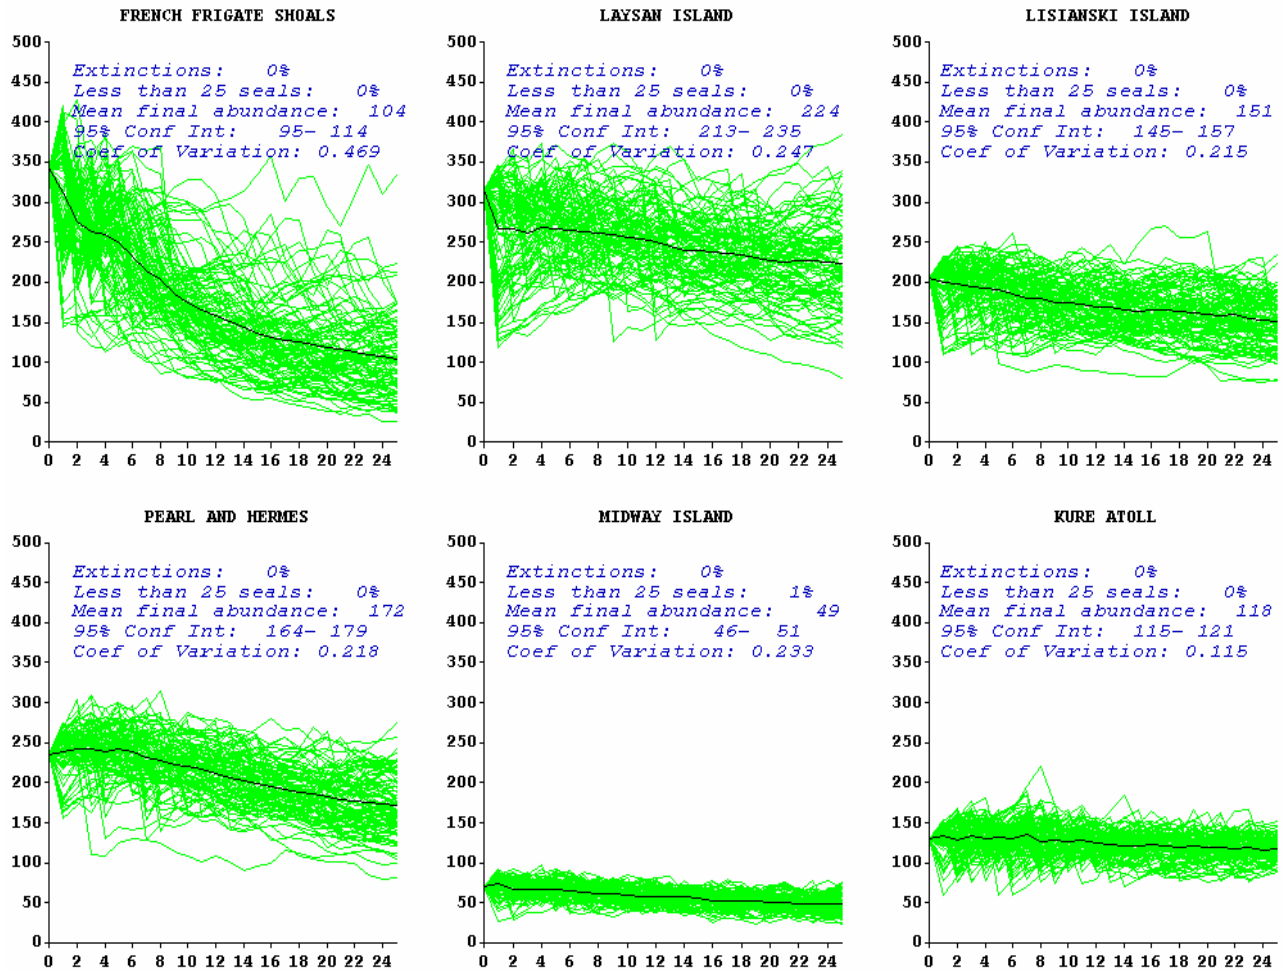 FRENCH FRIGATE SHOALS
500
450
400
350
300
250
200
150
100
50
0
0 2 4 6 8 10 12 14 16 18 20 22 24
Extinctions: 0%
Less than 25 seals: 0%
Mean final abundance: 104
95% Conf Int: 95- 114
Coef of Variation: 0.469
LAYSAN ISLAND
500
450
400
350
300
250
200
150
100
50
0
0 2 4 6 8 10 12 14 16 18 20 22 24
Extinctions: 0%
Less than 25 seals: 0%
Mean final abundance: 224
95% Conf Int: 213- 235
Coef of Variation: 0.247
LISIANSKI ISLAND
500
450
400
350
300
250
200
150
100
50
0
0 2 4 6 8 10 12 14 16 18 20 22 24
Extinctions: 0%
Less than 25 seals: 0%
Mean final abundance: 151
95% Conf Int: 145- 157
Coef of Variation: 0.215
PEARL AND HERMES
500
450
400
350
300
250
200
150
100
50
0
0 2 4 6 8 10 12 14 16 18 20 22 24
Extinctions: 0%
Less than 25 seals: 0%
Mean final abundance: 172
95% Conf Int: 164- 179
Coef of Variation: 0.218
MIDWAY ISLAND
500
450
400
350
300
250
200
150
100
50
0
0 2 4 6 8 10 12 14 16 18 20 22 24
Extinctions: 0%
Less than 25 seals: 1%
Mean final abundance: 49
95% Conf Int: 46- 51
Coef of Variation: 0.233
KURE ATOLL
500
450
400
350
300
250
200
150
100
50
0
0 2 4 6 8 10 12 14 16 18 20 22 24
Extinctions: 0%
Less than 25 seals: 0%
Mean final abundance: 118
95% Conf Int: 115- 121
Coef of Variation: 0.115